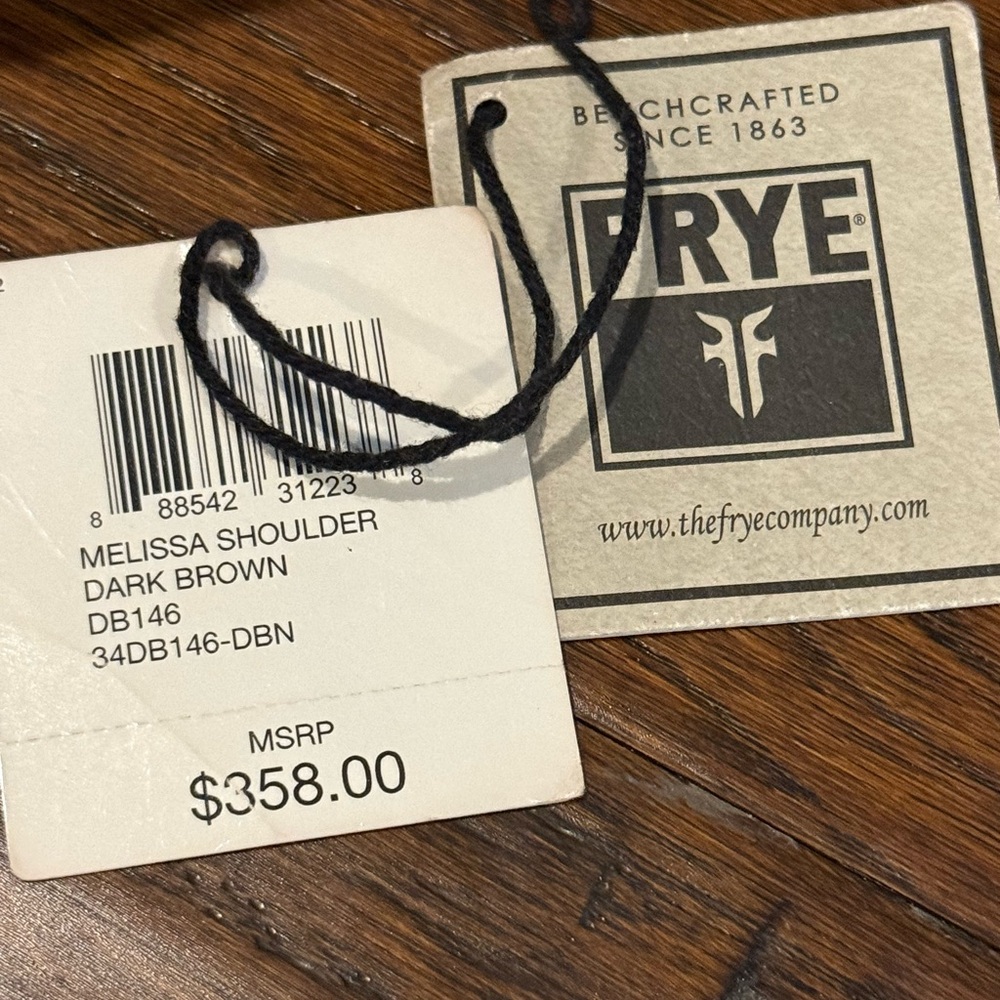 2
8 88542 31223 8
MELISSA SHOULDER
DARK BROWN
DB146
34DB146-DBN
MSRP
$358.00
BENCHCRAFTED
SINCE 1863
FRYE®
www.thefryecompany.com